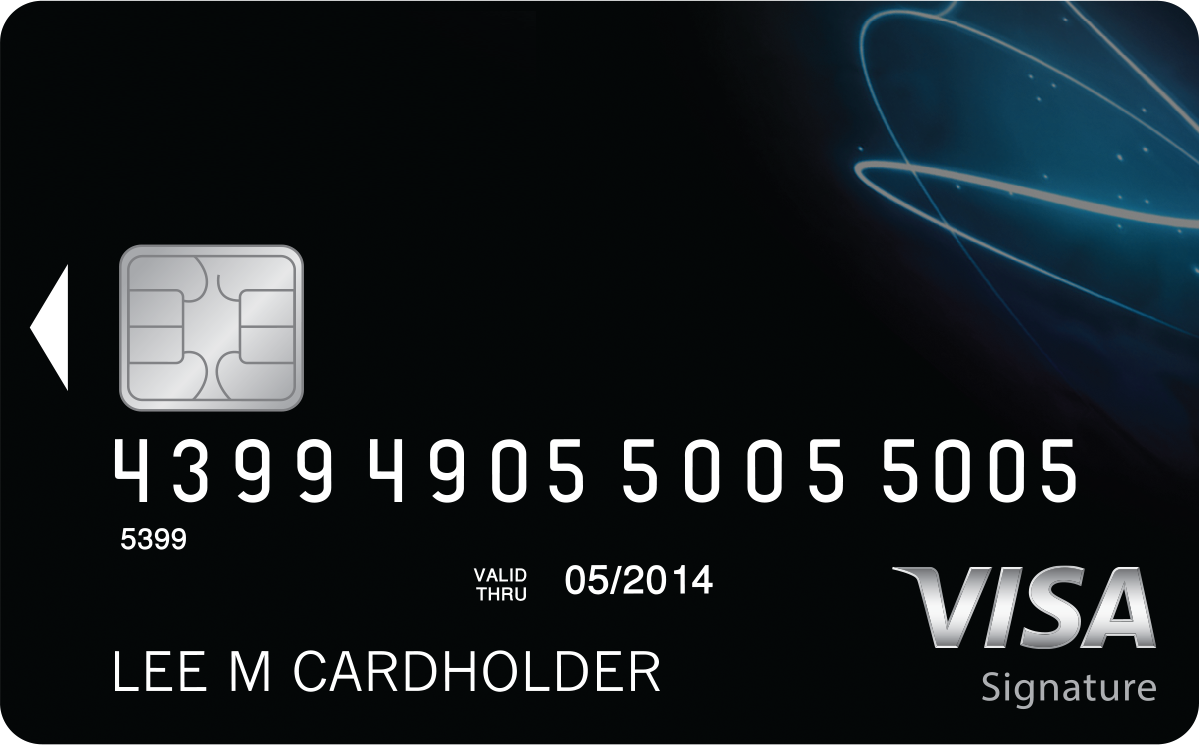 4399 4905 5005 5005
5399
VALID THRU 05/2014
VISA
LEE M CARDHOLDER
Signature